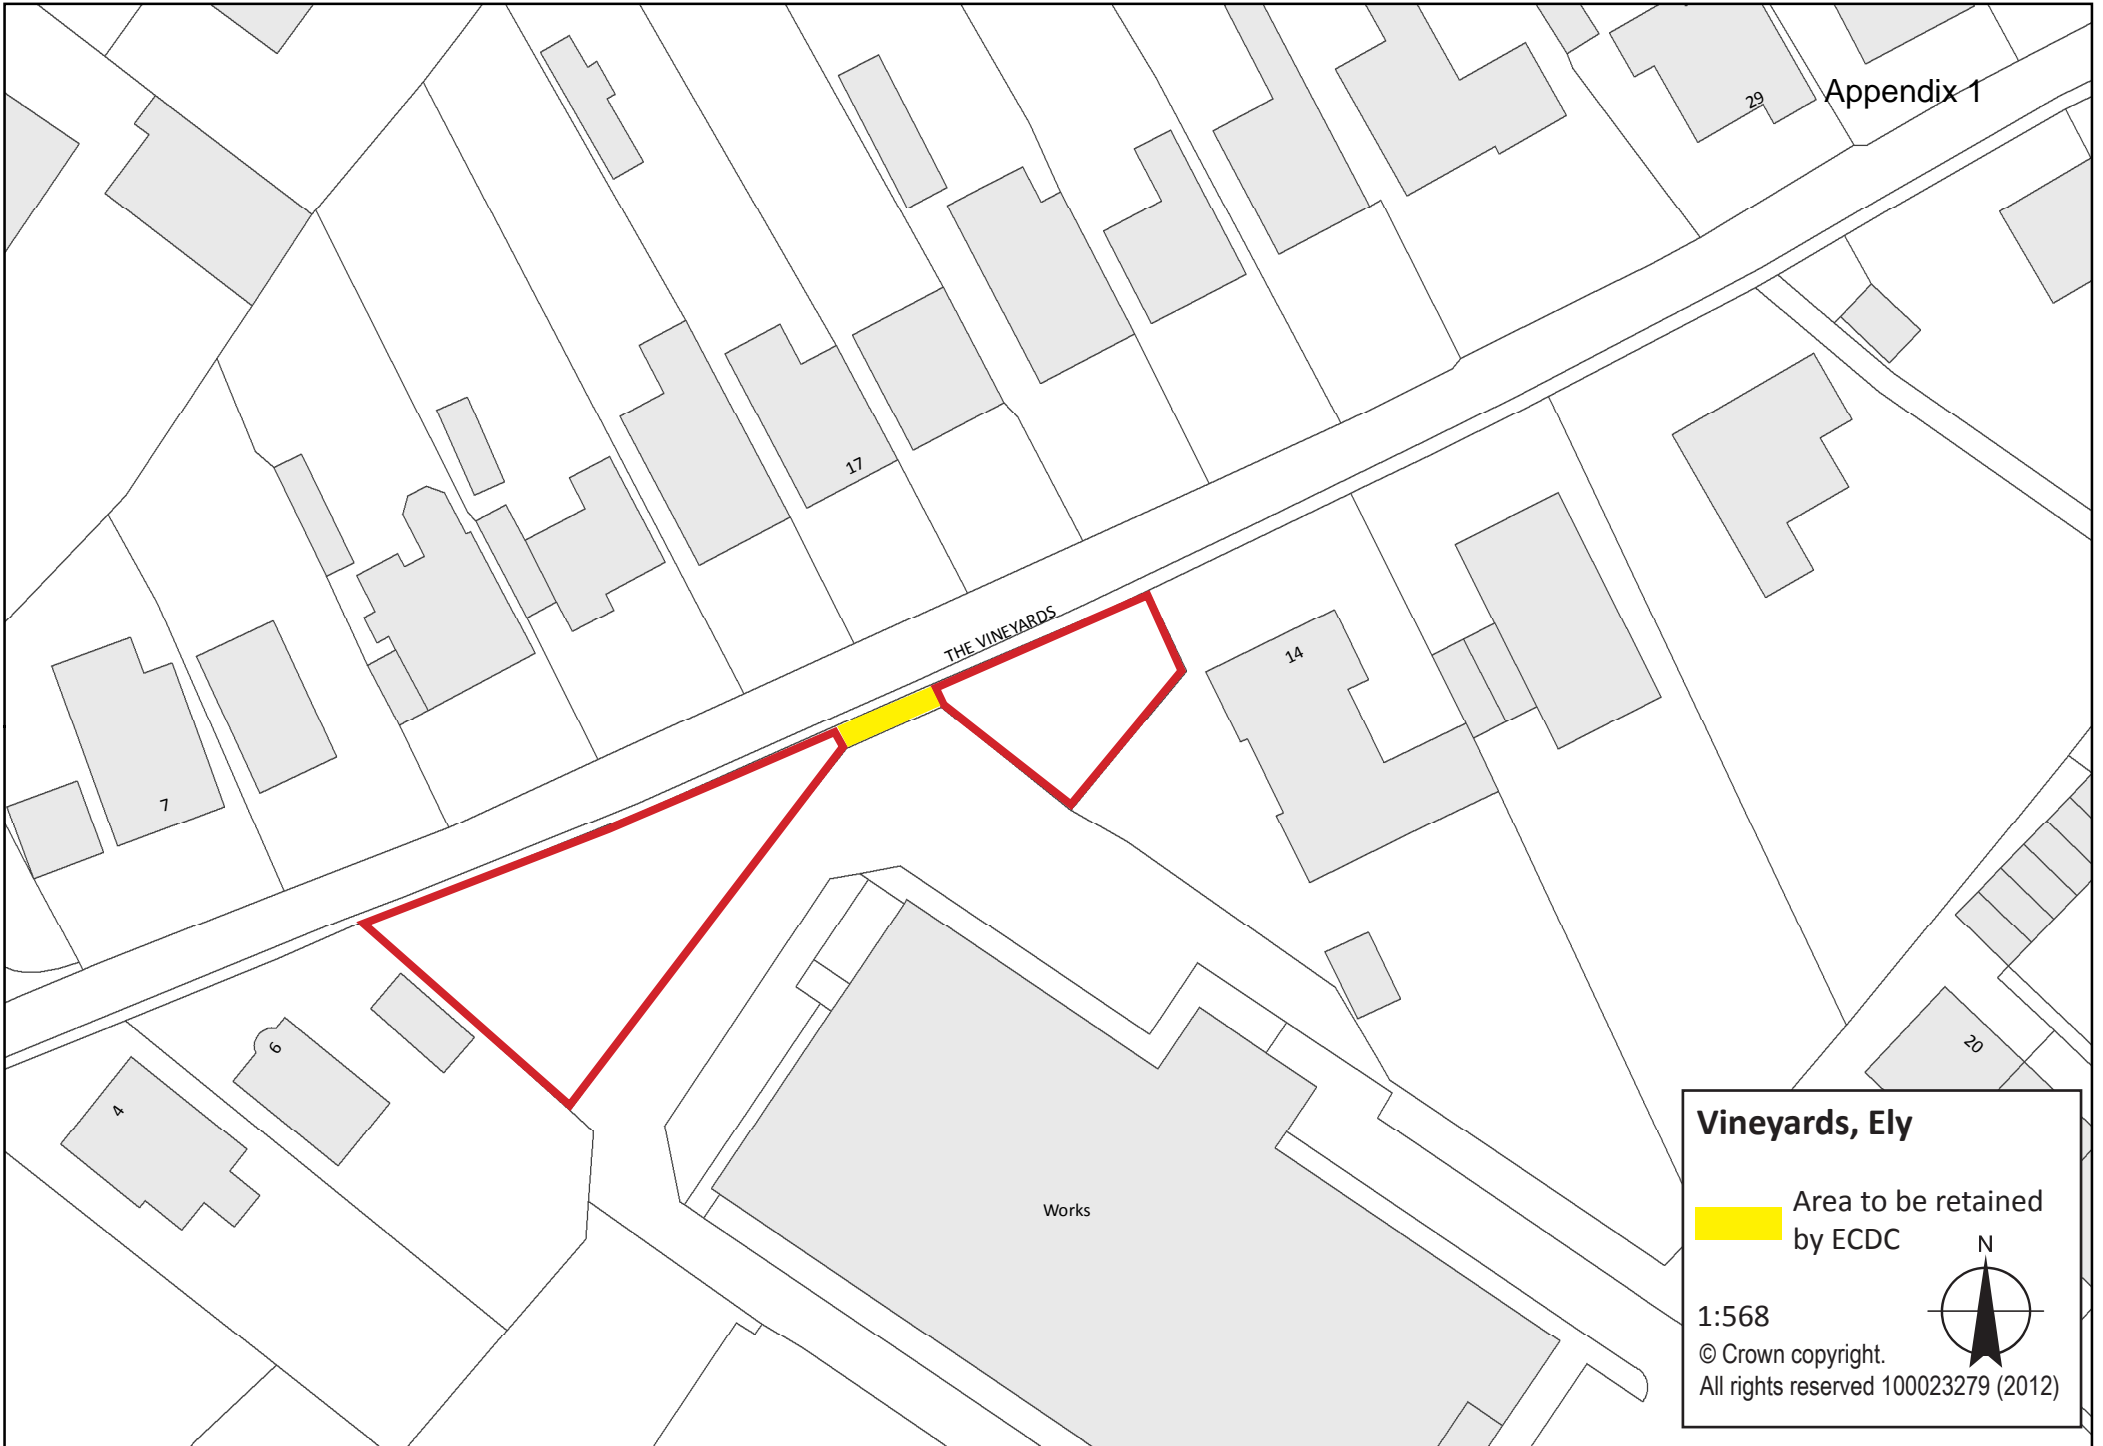 29
Appendix 1
17
THE VINEYARDS
14
7
6
4
20
Works
Vineyards, Ely
Area to be retained
by ECDC
N
1:568
© Crown copyright.
All rights reserved 100023279 (2012)